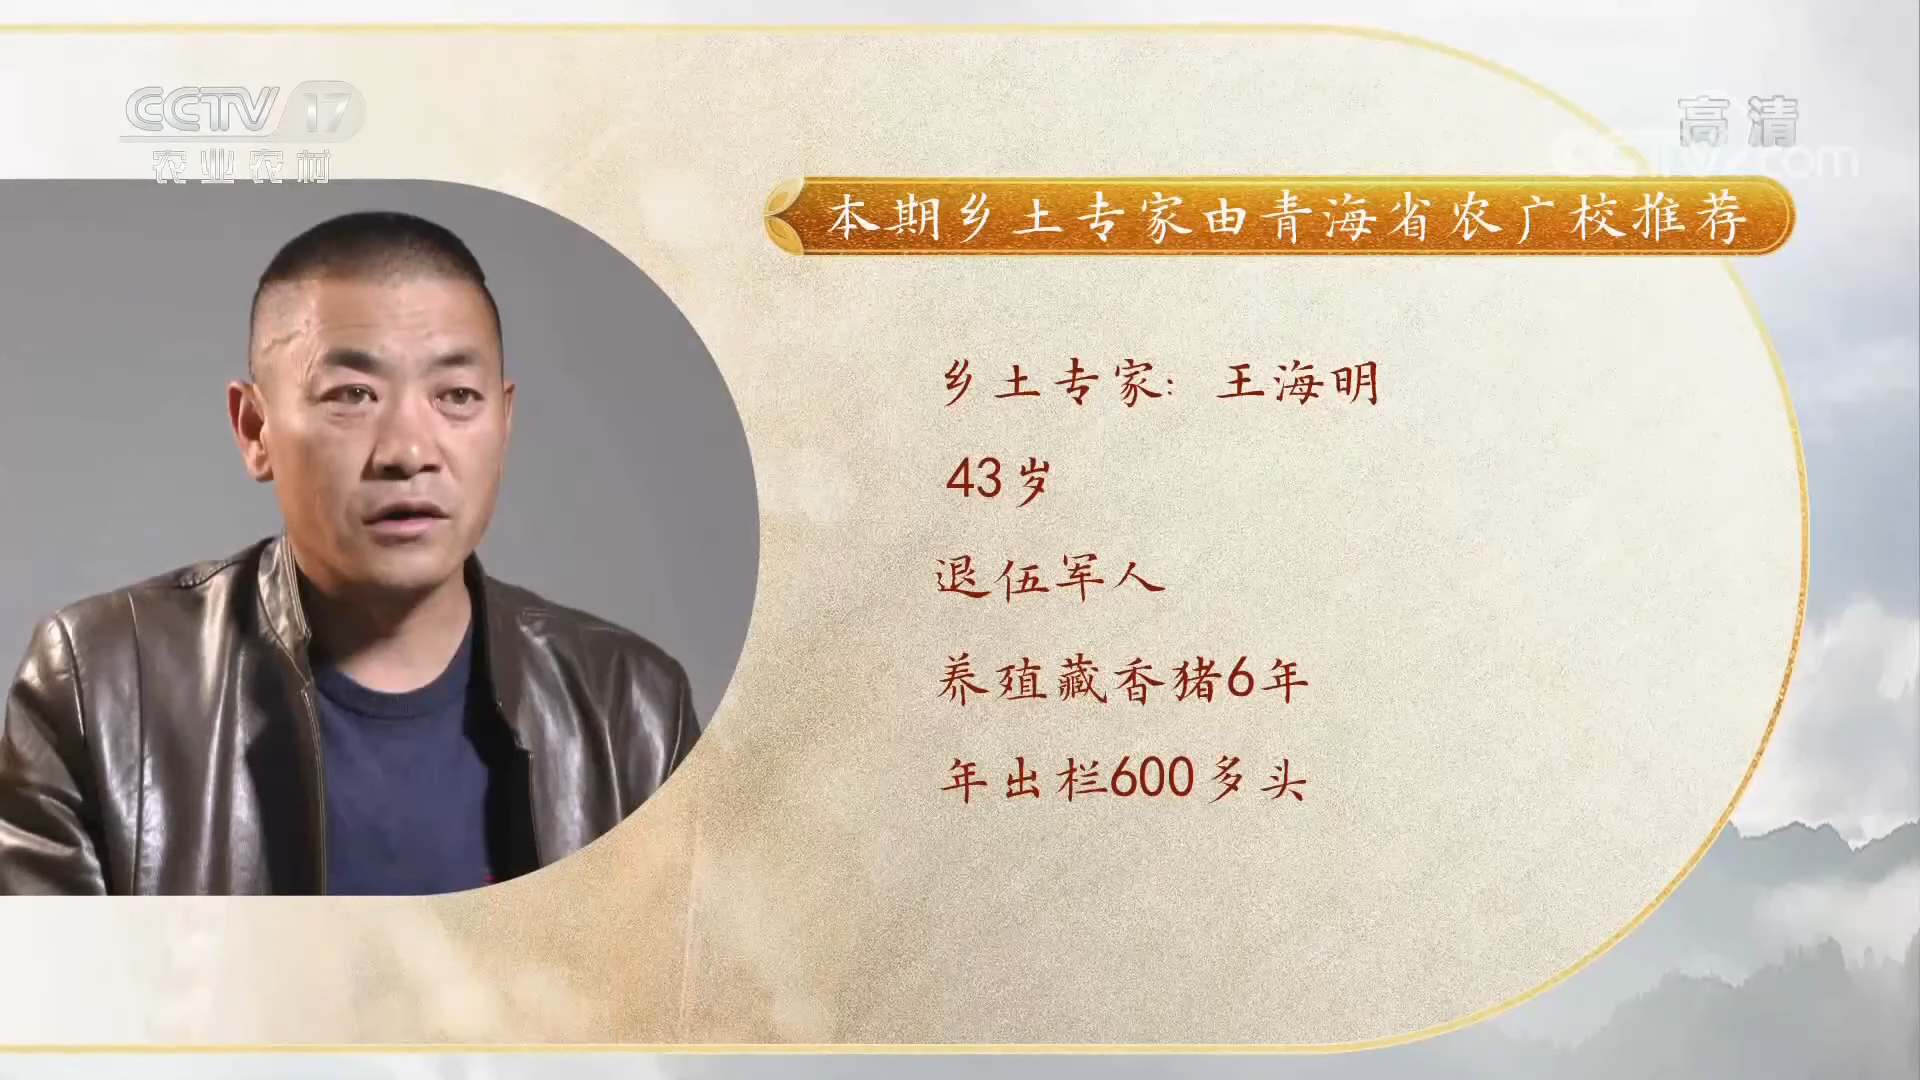 CCTV 17
农业农村
高清
CCTV.com
本期乡土专家由青海省农广校推荐
乡土专家：王海明
43岁
退伍军人
养殖藏香猪6年
年出栏600多头